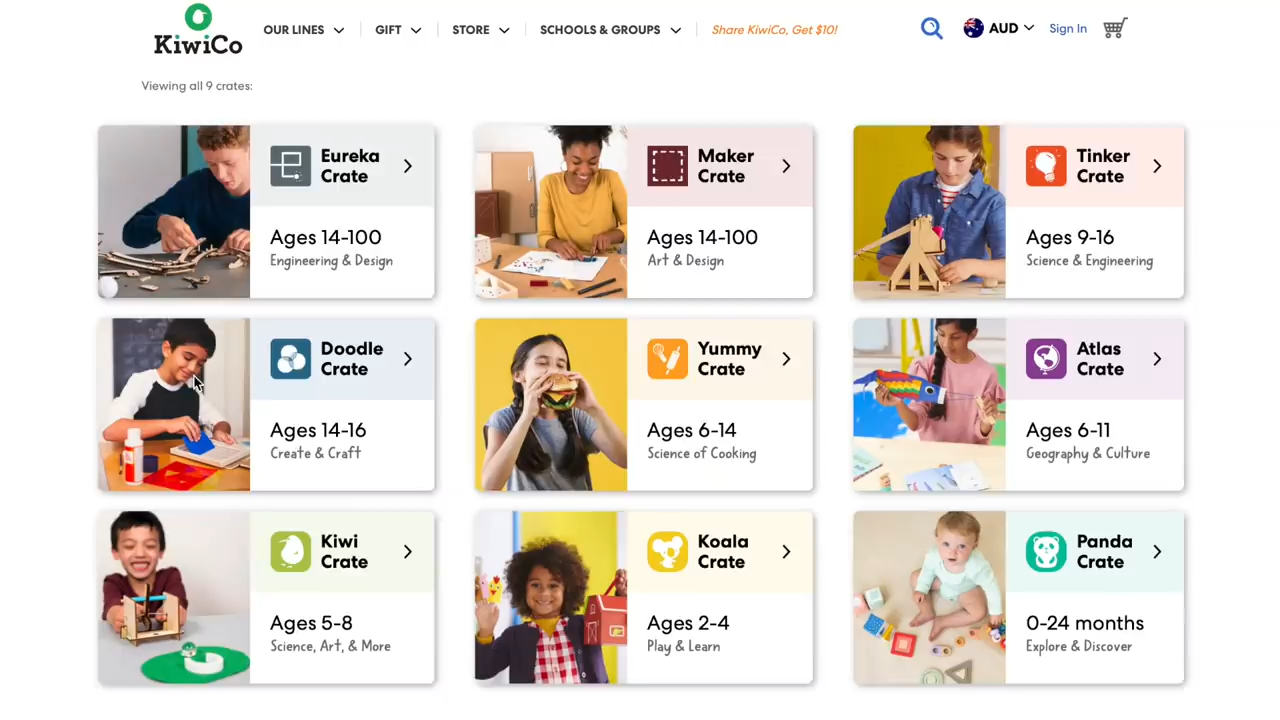 KiwiCo
OUR LINES
GIFT
STORE
SCHOOLS & GROUPS
Share KiwiCo, Get $10!
AUD
Sign In
Viewing all 9 crates:
Eureka
Crate
Ages 14-100
Engineering & Design
Maker
Crate
Ages 14-100
Art & Design
Tinker
Crate
Ages 9-16
Science & Engineering
Doodle
Crate
Ages 14-16
Create & Craft
Yummy
Crate
Ages 6-14
Science of Cooking
Atlas
Crate
Ages 6-11
Geography & Culture
Kiwi
Crate
Ages 5-8
Science, Art, & More
Koala
Crate
Ages 2-4
Play & Learn
Panda
Crate
0-24 months
Explore & Discover